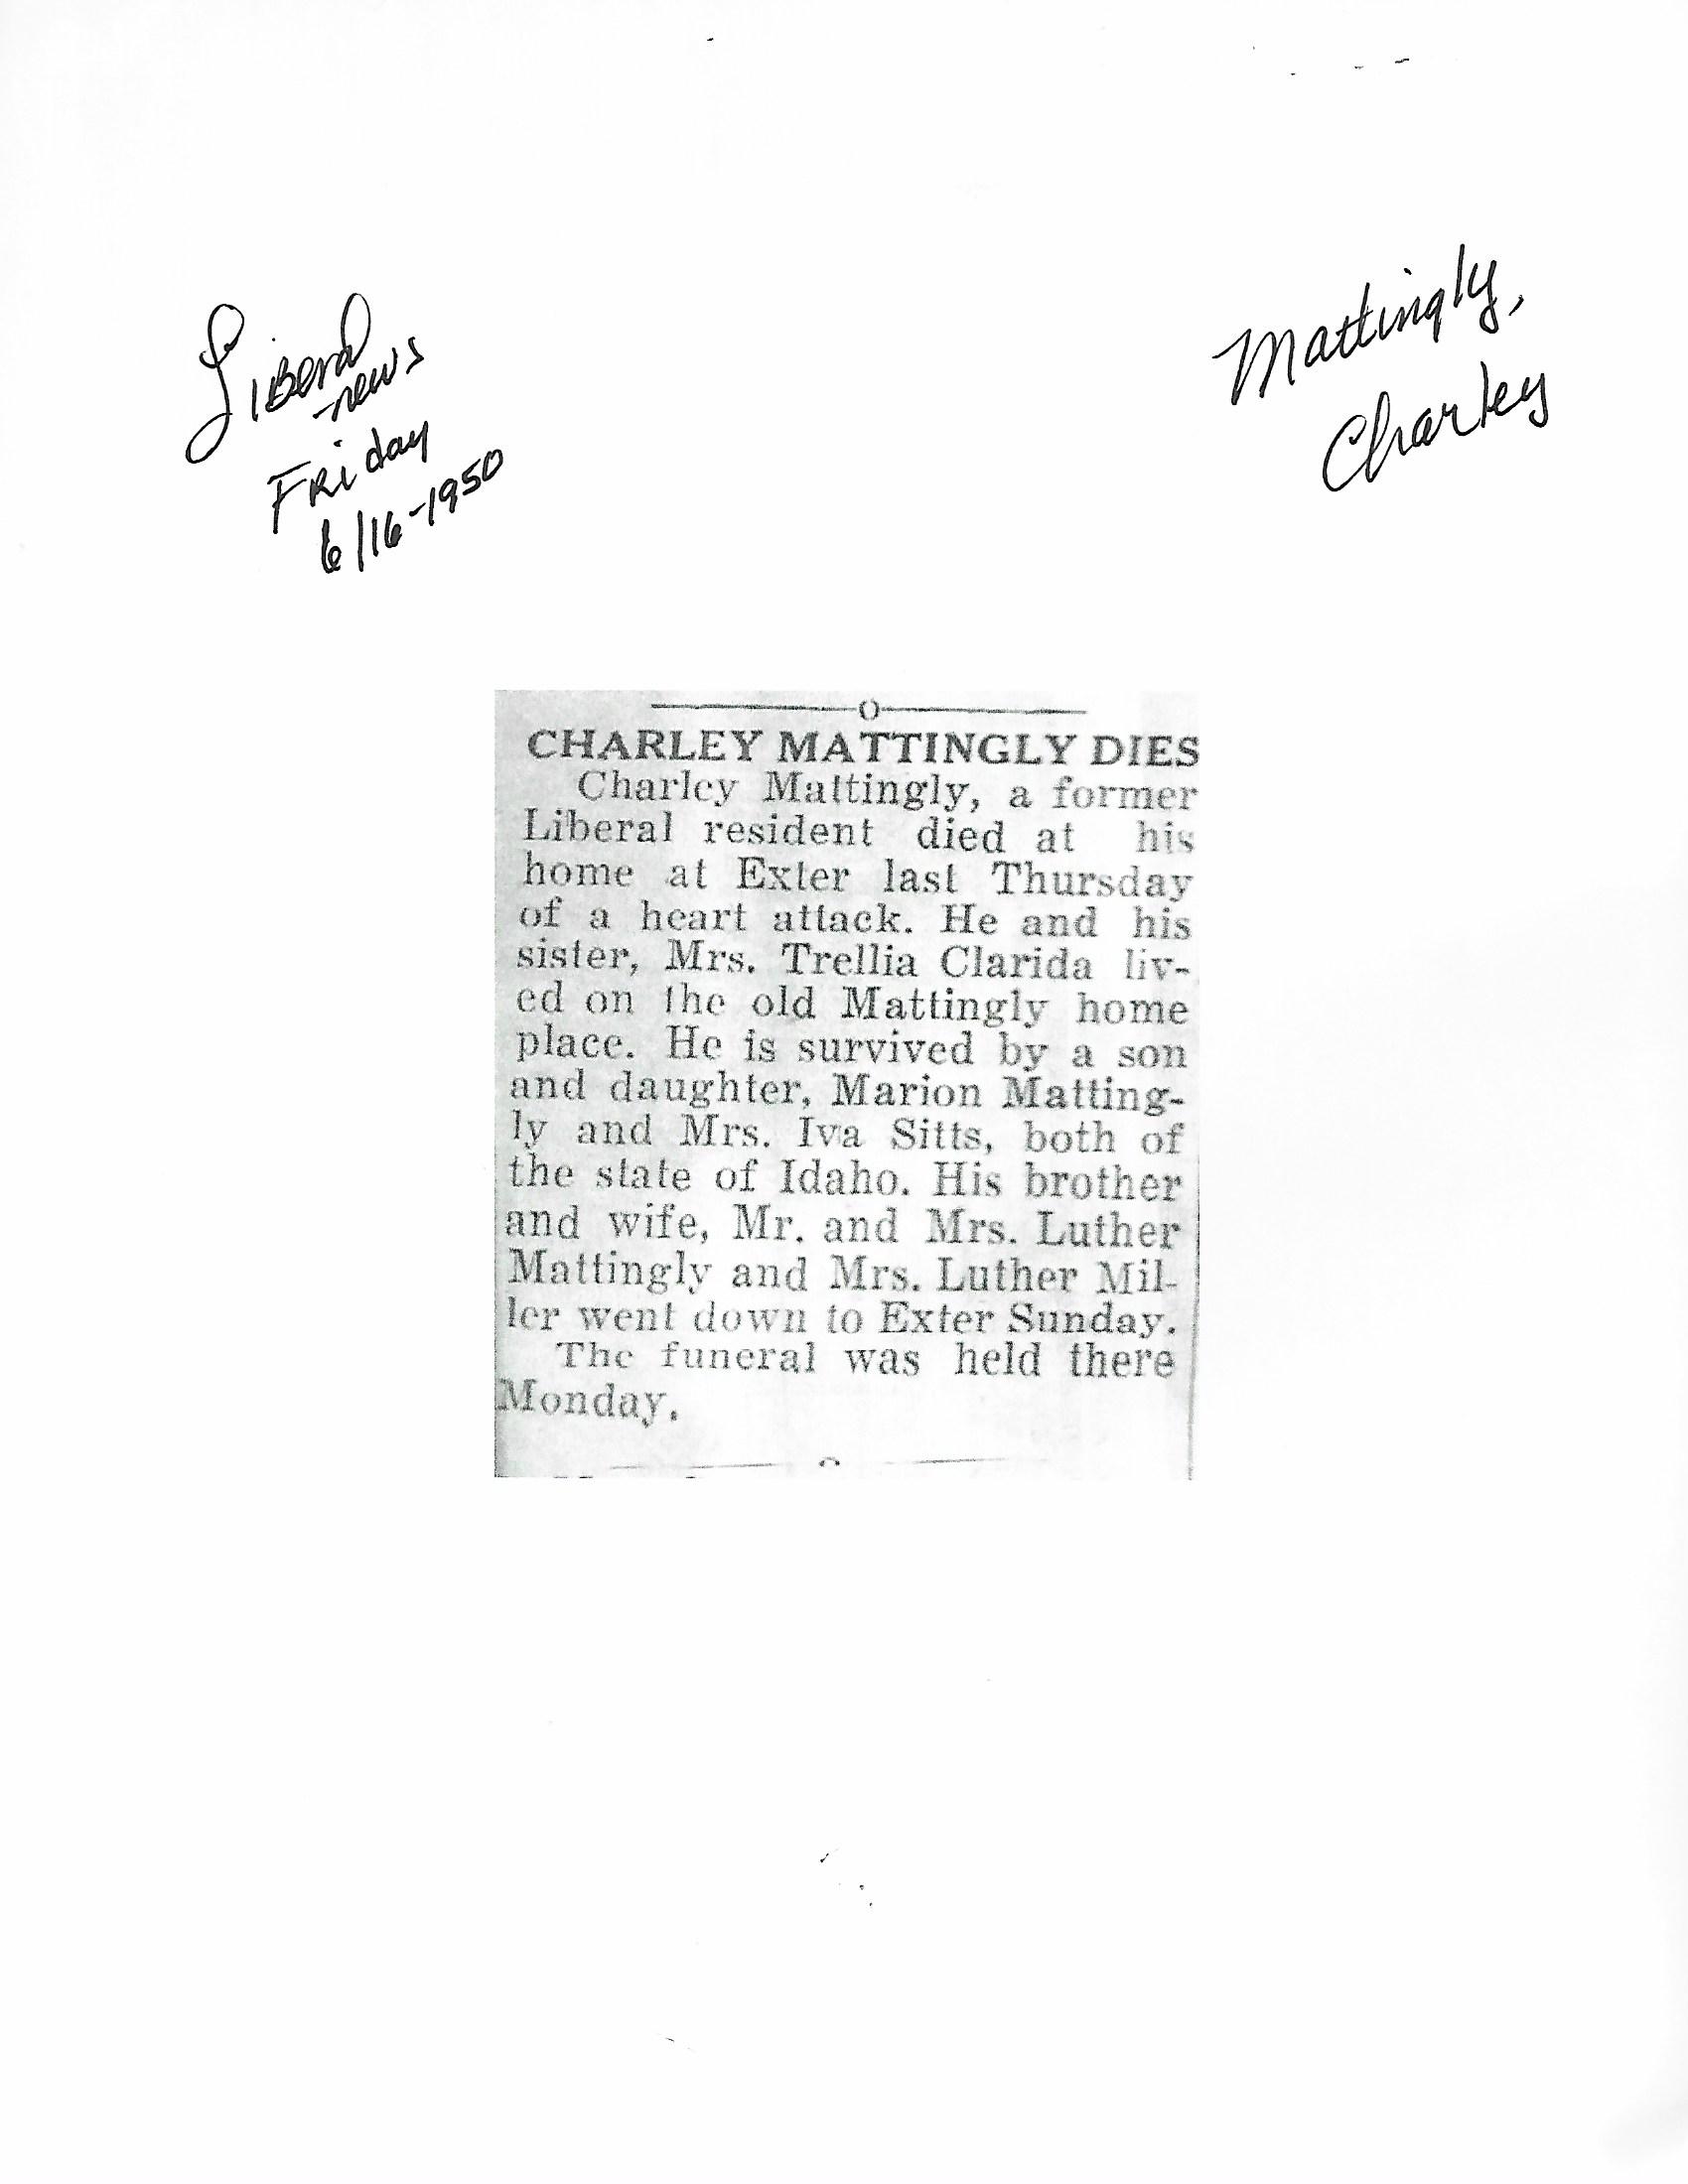 Liberal
news
Friday
6/16-1950
Mattingly,
Charley
CHARLEY MATTINGLY DIES
Charley Mattingly, a former
Liberal resident died at his
home at Exter last Thursday
of a heart attack. He and his
sister, Mrs. Trellia Clarida liv-
ed on the old Mattingly home
place. He is survived by a son
and daughter, Marion Matting-
ly and Mrs. Iva Sitts, both of
the state of Idaho. His brother
and wife, Mr. and Mrs. Luther
Mattingly and Mrs. Luther Mil-
ler went down to Exter Sunday.
The funeral was held there
Monday.